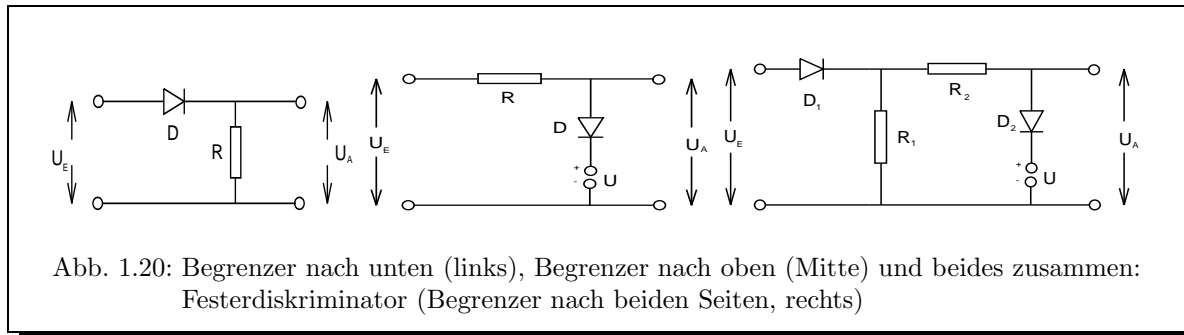 U_E
D
R
U_A
U_E
R
D
+
-
U
U_A
U_E
D_1
R_1
R_2
D_2
+
-
U
U_A
Abb. 1.20: Begrenzer nach unten (links), Begrenzer nach oben (Mitte) und beides zusammen:
Festerdiskriminator (Begrenzer nach beiden Seiten, rechts)